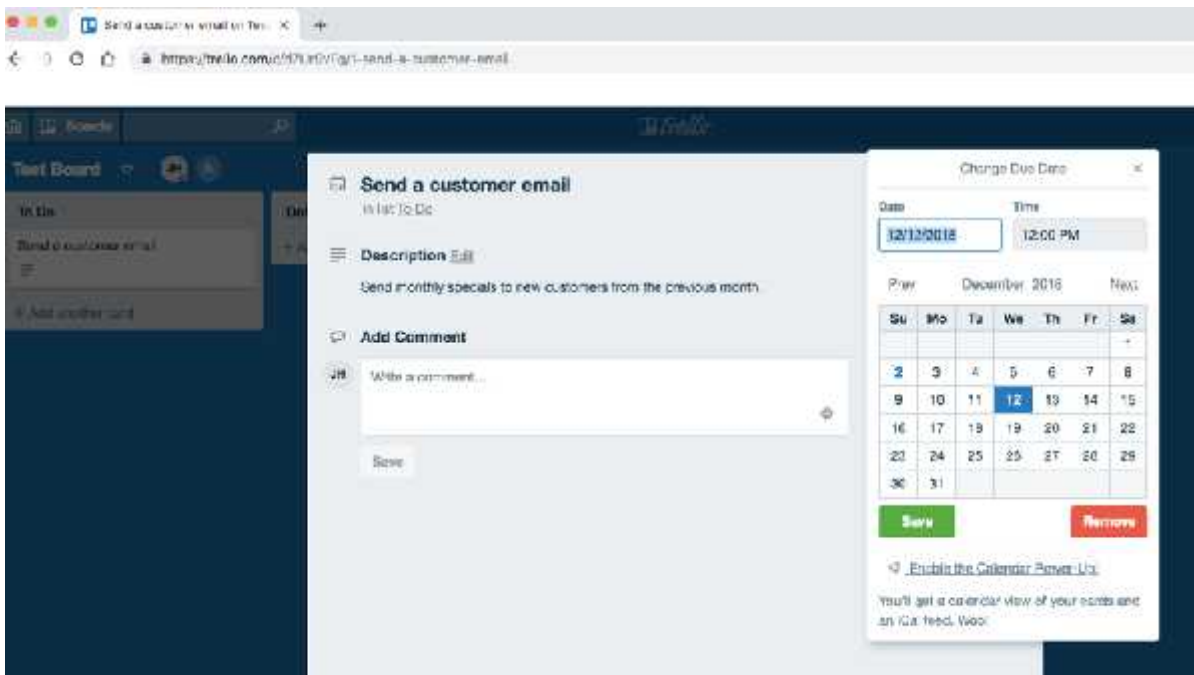 Send a customer email on Tre
https://trello.com/c/
-send-a-customer-email
Boards
Trello
Test Board
To Do
Send a customer email
+ Add another card
Send a customer email
in list To Do
Description Edit
Send monthly specials to new customers from the previous month.
Add Comment
JH
Write a comment...
Save
Change Due Date
Date Time
12/12/2018 12:00 PM
Prev December 2018 Next
Su Mo Tu We Th Fr Sa
2 3 4 5 6 7 8
9 10 11 12 13 14 15
16 17 18 19 20 21 22
23 24 25 26 27 28 29
30 31
Save Remove
Enable the Calendar Power-Up.
You'll get a calendar view of your cards and
an iCal feed. Woo!